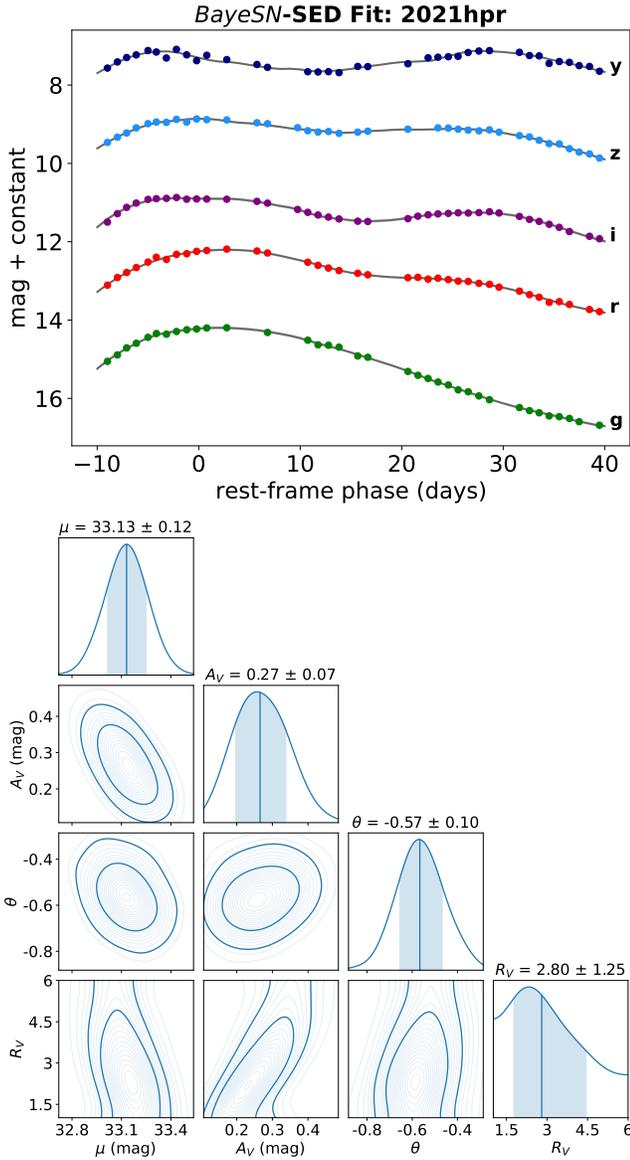 BayeSN-SED Fit: 2021hpr
y
8
z
10
mag + constant
i
12
r
14
16
g
−10 0 10 20 30 40
rest-frame phase (days)
μ = 33.13 ± 0.12
A_V = 0.27 ± 0.07
0.4
0.3
0.2
A_V (mag)
θ = -0.57 ± 0.10
-0.4
-0.6
-0.8
θ
R_V = 2.80 ± 1.25
6
4.5
3
1.5
R_V
32.8 33.1 33.4 0.2 0.4 -0.8 -0.6 -0.4 1.5 3 4.5 6
μ (mag) A_V (mag) θ R_V